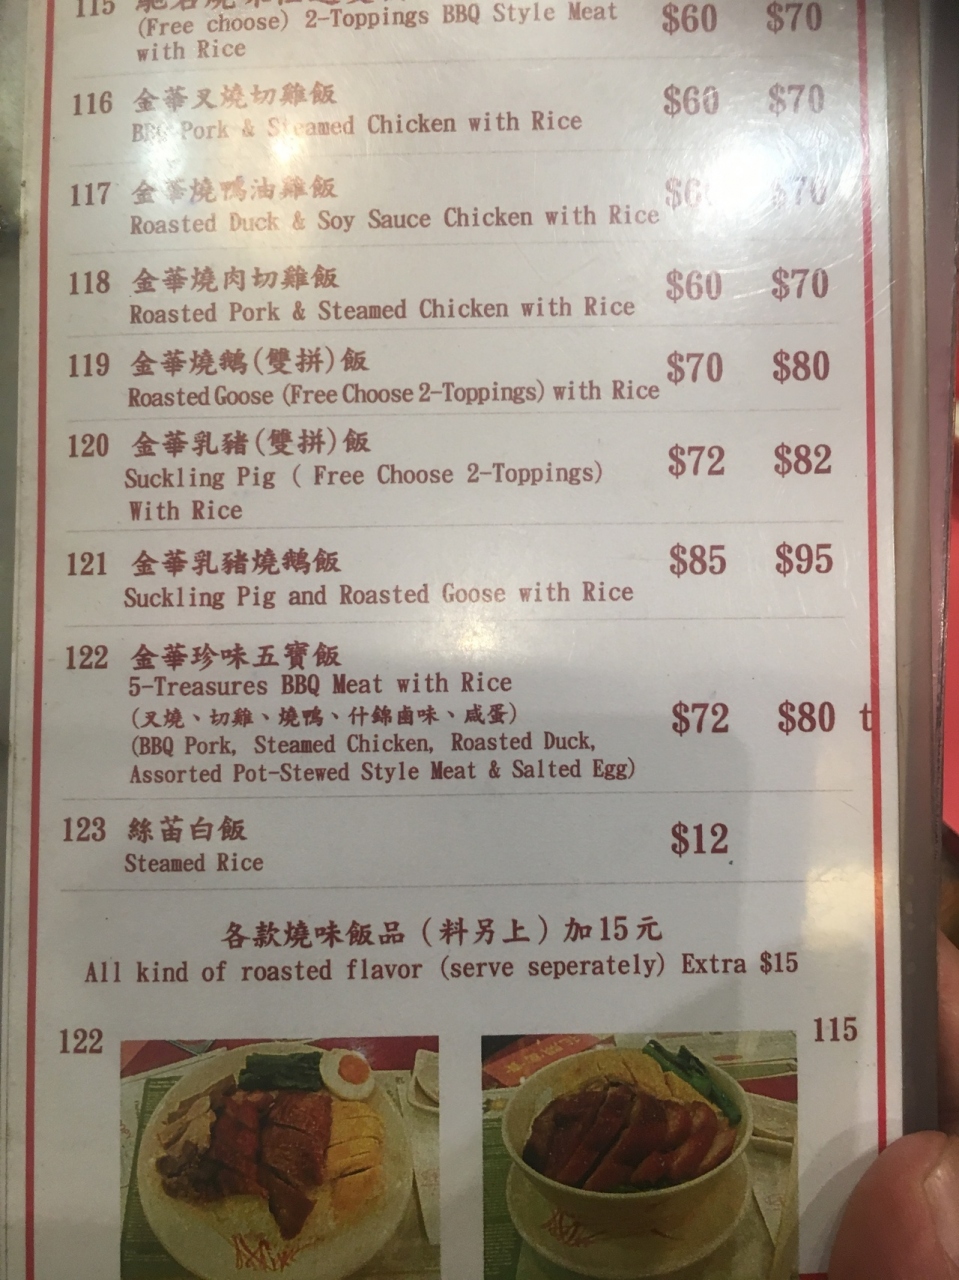 115
(Free choose) 2-Toppings BBQ Style Meat $60 $70
with Rice
116 金華叉燒切雞飯 $60 $70
BBQ Pork & Steamed Chicken with Rice
117 金華燒鴨油雞飯 $70
Roasted Duck & Soy Sauce Chicken with Rice
118 金華燒肉切雞飯 $60 $70
Roasted Pork & Steamed Chicken with Rice
119 金華燒鵝(雙拼)飯 $70 $80
Roasted Goose (Free Choose 2-Toppings) with Rice
120 金華乳豬(雙拼)飯 $72 $82
Suckling Pig ( Free Choose 2-Toppings)
With Rice
121 金華乳豬燒鵝飯 $85 $95
Suckling Pig and Roasted Goose with Rice
122 金華珍味五寶飯
5-Treasures BBQ Meat with Rice
(叉燒、切雞、燒鴨、什錦鹵味、咸蛋) $72 $80 t
(BBQ Pork, Steamed Chicken, Roasted Duck,
Assorted Pot-Stewed Style Meat & Salted Egg)
123 絲苗白飯 $12
Steamed Rice
各款燒味飯品(料另上)加15元
All kind of roasted flavor (serve seperately) Extra $15
122 115